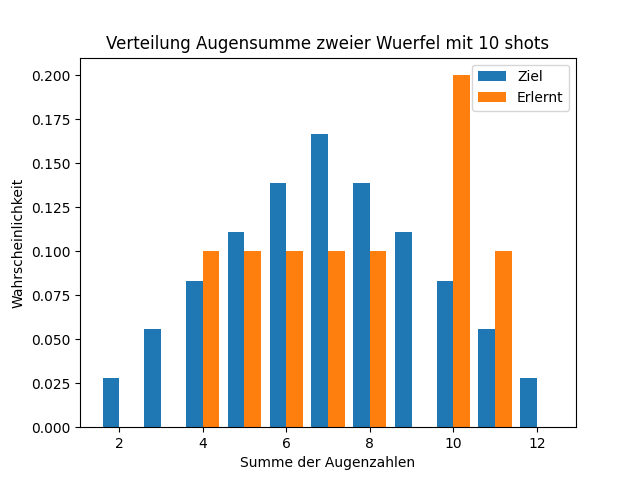 Verteilung Augensumme zweier Wuerfel mit 10 shots
Ziel
Erlernt
0.200
0.175
0.150
0.125
0.100
0.075
0.050
0.025
0.000
Wahrscheinlichkeit
2 4 6 8 10 12
Summe der Augenzahlen